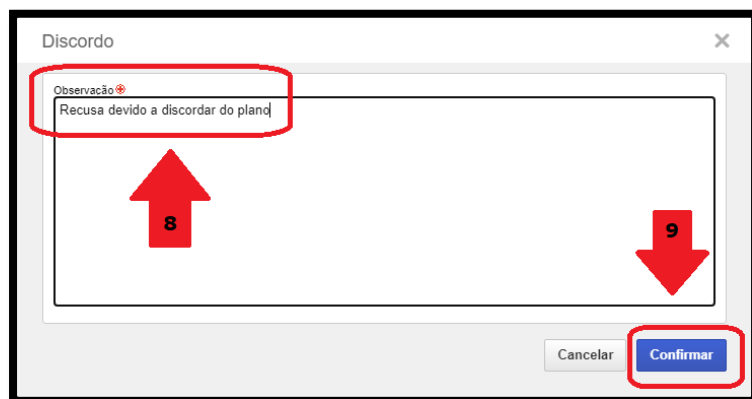 Discordo
Observação
Recusa devido a discordar do plano
8
9
Cancelar
Confirmar